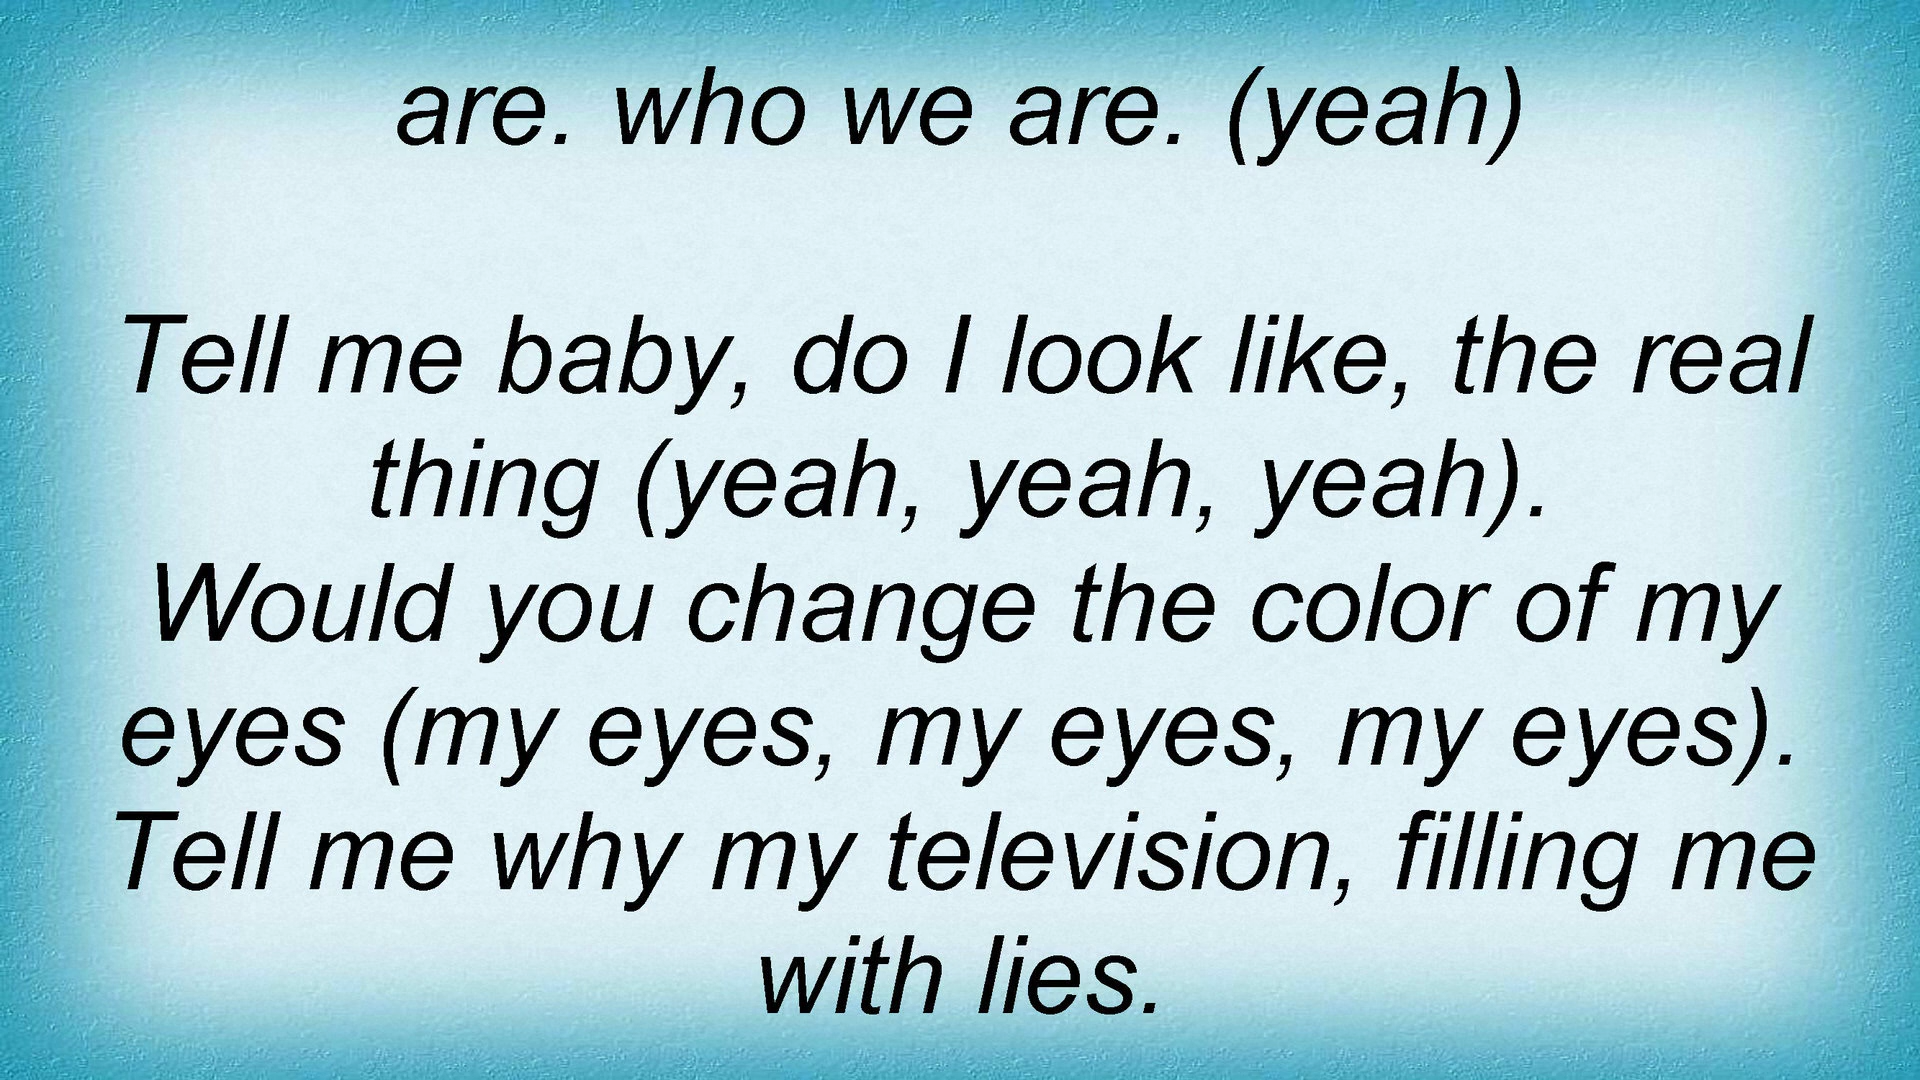 are. who we are. (yeah)
Tell me baby, do I look like, the real
thing (yeah, yeah, yeah).
Would you change the color of my
eyes (my eyes, my eyes, my eyes).
Tell me why my television, filling me
with lies.